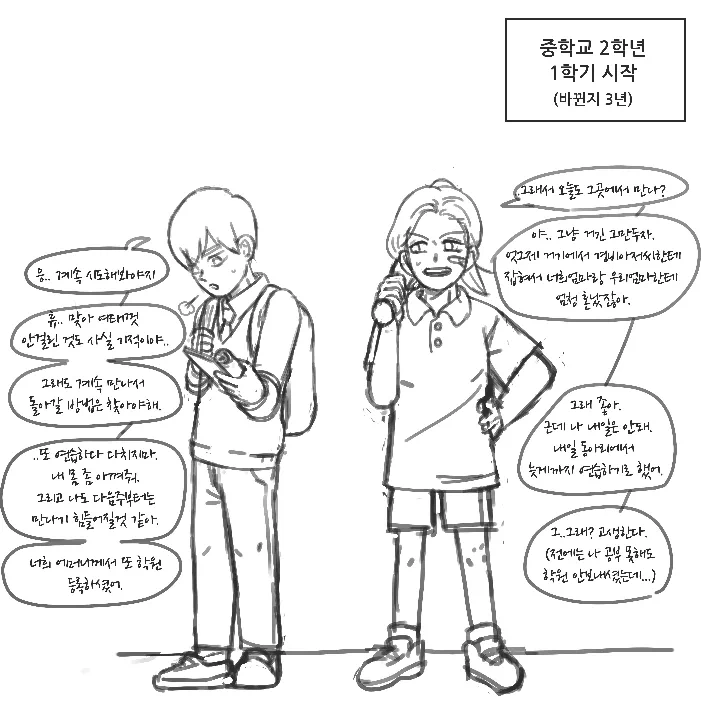 중학교 2학년
1학기 시작
(바뀐지 3년)
그래서 오늘도 그곳에서 만나?
야.. 그냥 거긴 그만두자.
엊그제 거기에서 경비아저씨한테
잡혀서 너희엄마랑 우리엄마한테
엄청 혼났잖아.
응.. 계속 시도해봐야지
휴.. 맞아 여태껏
안걸린 것도 사실 기적이야..
그래도 계속 만나서
돌아갈 방법은 찾아야해.
그래 좋아.
근데 나 내일은 안돼.
내일 동아리에서
늦게까지 연습하기로 했어.
..또 연습하다 다치지마.
내 몸 좀 아껴줘.
그리고 나도 다음주부터는
만나기 힘들어질것 같아.
너희 어머니께서 또 학원
등록하셨어.
그..그래? 고생한다.
(전에는 나 공부 못해도
학원 안보내셨는데...)